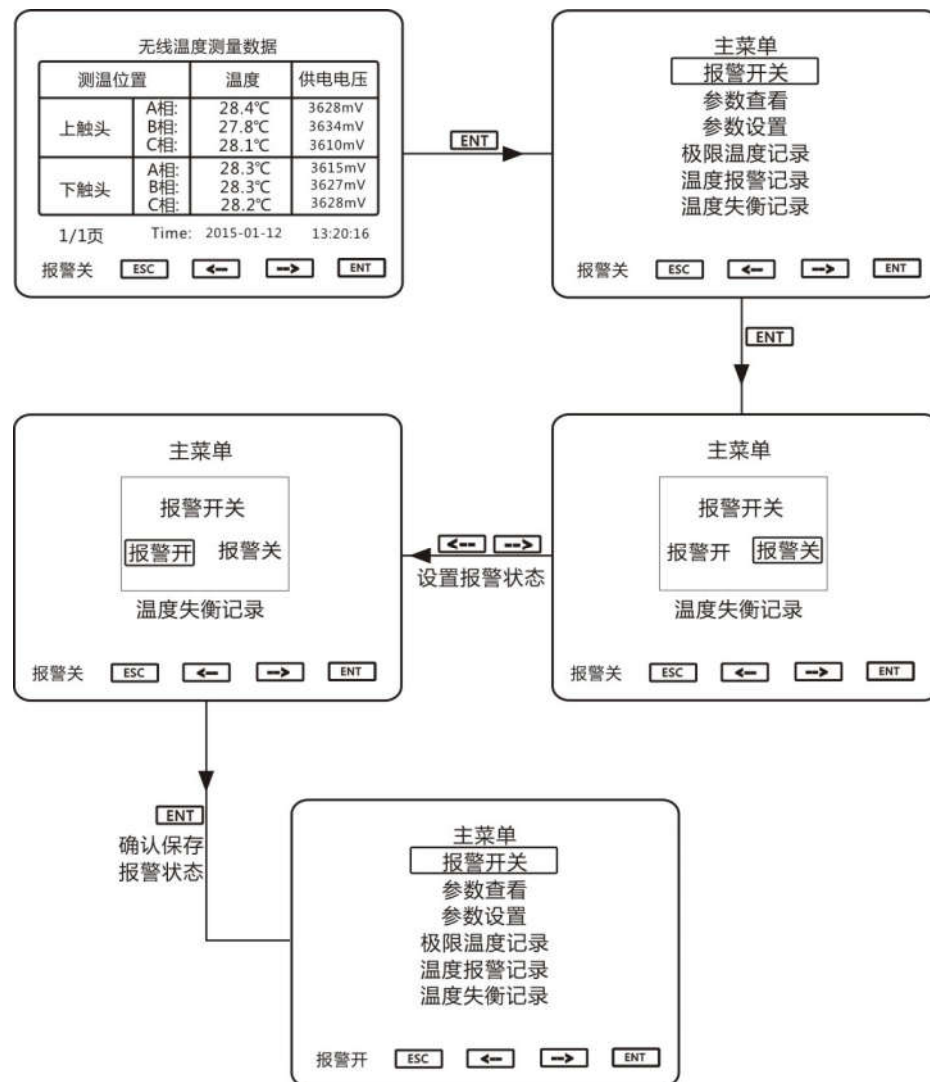 无线温度测量数据
测温位置 温度 供电电压
上触头 A相: 28.4℃ 3628mV
B相: 27.8℃ 3634mV
C相: 28.1℃ 3610mV
下触头 A相: 28.3℃ 3615mV
B相: 28.3℃ 3627mV
C相: 28.2℃ 3628mV
1/1页 Time: 2015-01-12 13:20:16
报警关 ESC <-- --> ENT
ENT
主菜单
报警开关
参数查看
参数设置
极限温度记录
温度报警记录
温度失衡记录
报警关 ESC <-- --> ENT
ENT
主菜单
报警开关
报警开 报警关
温度失衡记录
报警关 ESC <-- --> ENT
<-- -->
设置报警状态
主菜单
报警开关
报警开 报警关
温度失衡记录
报警关 ESC <-- --> ENT
ENT
确认保存
报警状态
主菜单
报警开关
参数查看
参数设置
极限温度记录
温度报警记录
温度失衡记录
报警开 ESC <-- --> ENT